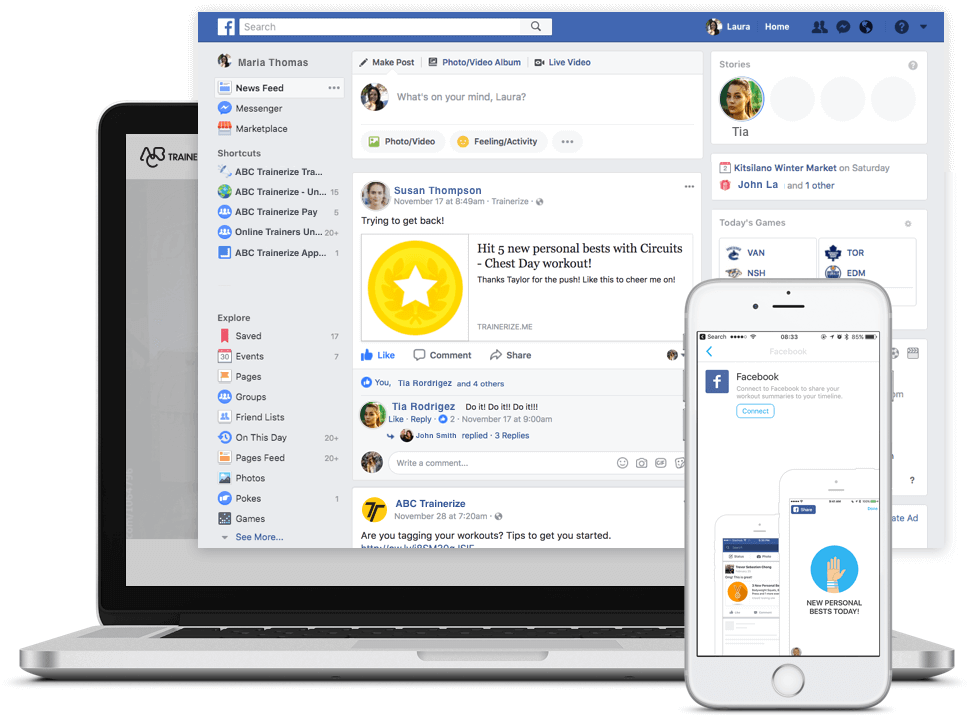 Search
Laura
Home
Maria Thomas
News Feed
Messenger
Marketplace
Shortcuts
ABC Trainerize Tra...
ABC Trainerize - Un... 15
ABC Trainerize Pay 5
Online Trainers Un... 20+
ABC Trainerize App... 1
Explore
Saved 17
30 Events 7
Pages
Groups
Friend Lists
On This Day 20+
Pages Feed 20+
Photos
Pokes 1
Games
See More...
Make Post
Photo/Video Album
Live Video
What's on your mind, Laura?
Photo/Video
Feeling/Activity
Susan Thompson
November 17 at 8:49am · Trainerize ·
Trying to get back!
Hit 5 new personal bests with Circuits
- Chest Day workout!
Thanks Taylor for the push! Like this to cheer me on!
TRAINERIZE.ME
Like Comment Share
You, Tia Rordrigez and 4 others
Tia Rodrigez Do it! Do it!! Do it!!!
Like · Reply · 2 · November 17 at 9:00am
John Smith replied · 3 Replies
Write a comment...
GIF
ABC Trainerize
November 28 at 7:20am ·
Are you tagging your workouts? Tips to get you started.
Stories
Tia
2 Kitsilano Winter Market on Saturday
John La and 1 other
Today's Games
VAN
NSH
TOR
EDM
?
ate Ad
ABC TRAINE
Search
08:33
85%
Facebook
Facebook
Connect to Facebook to share your
workout summaries to your timeline.
Connect
Status
Photo
Share
Done
NEW PERSONAL
BESTS TODAY!